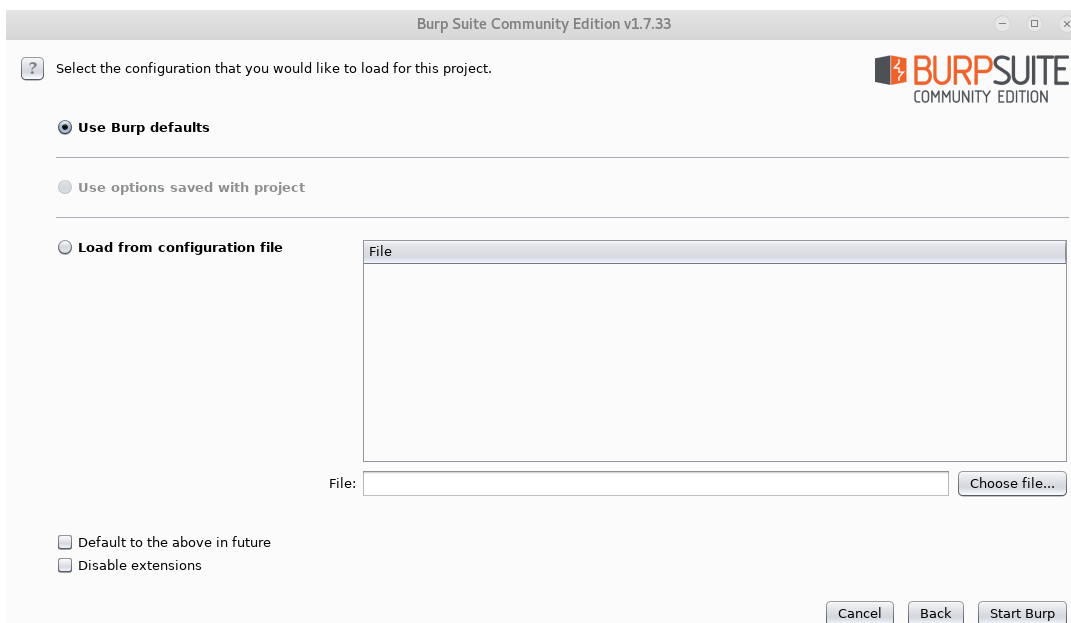 Burp Suite Community Edition v1.7.33
? Select the configuration that you would like to load for this project.
BURPSUITE
COMMUNITY EDITION
Use Burp defaults
Use options saved with project
Load from configuration file
File
File:
Choose file...
Default to the above in future
Disable extensions
Cancel Back Start Burp